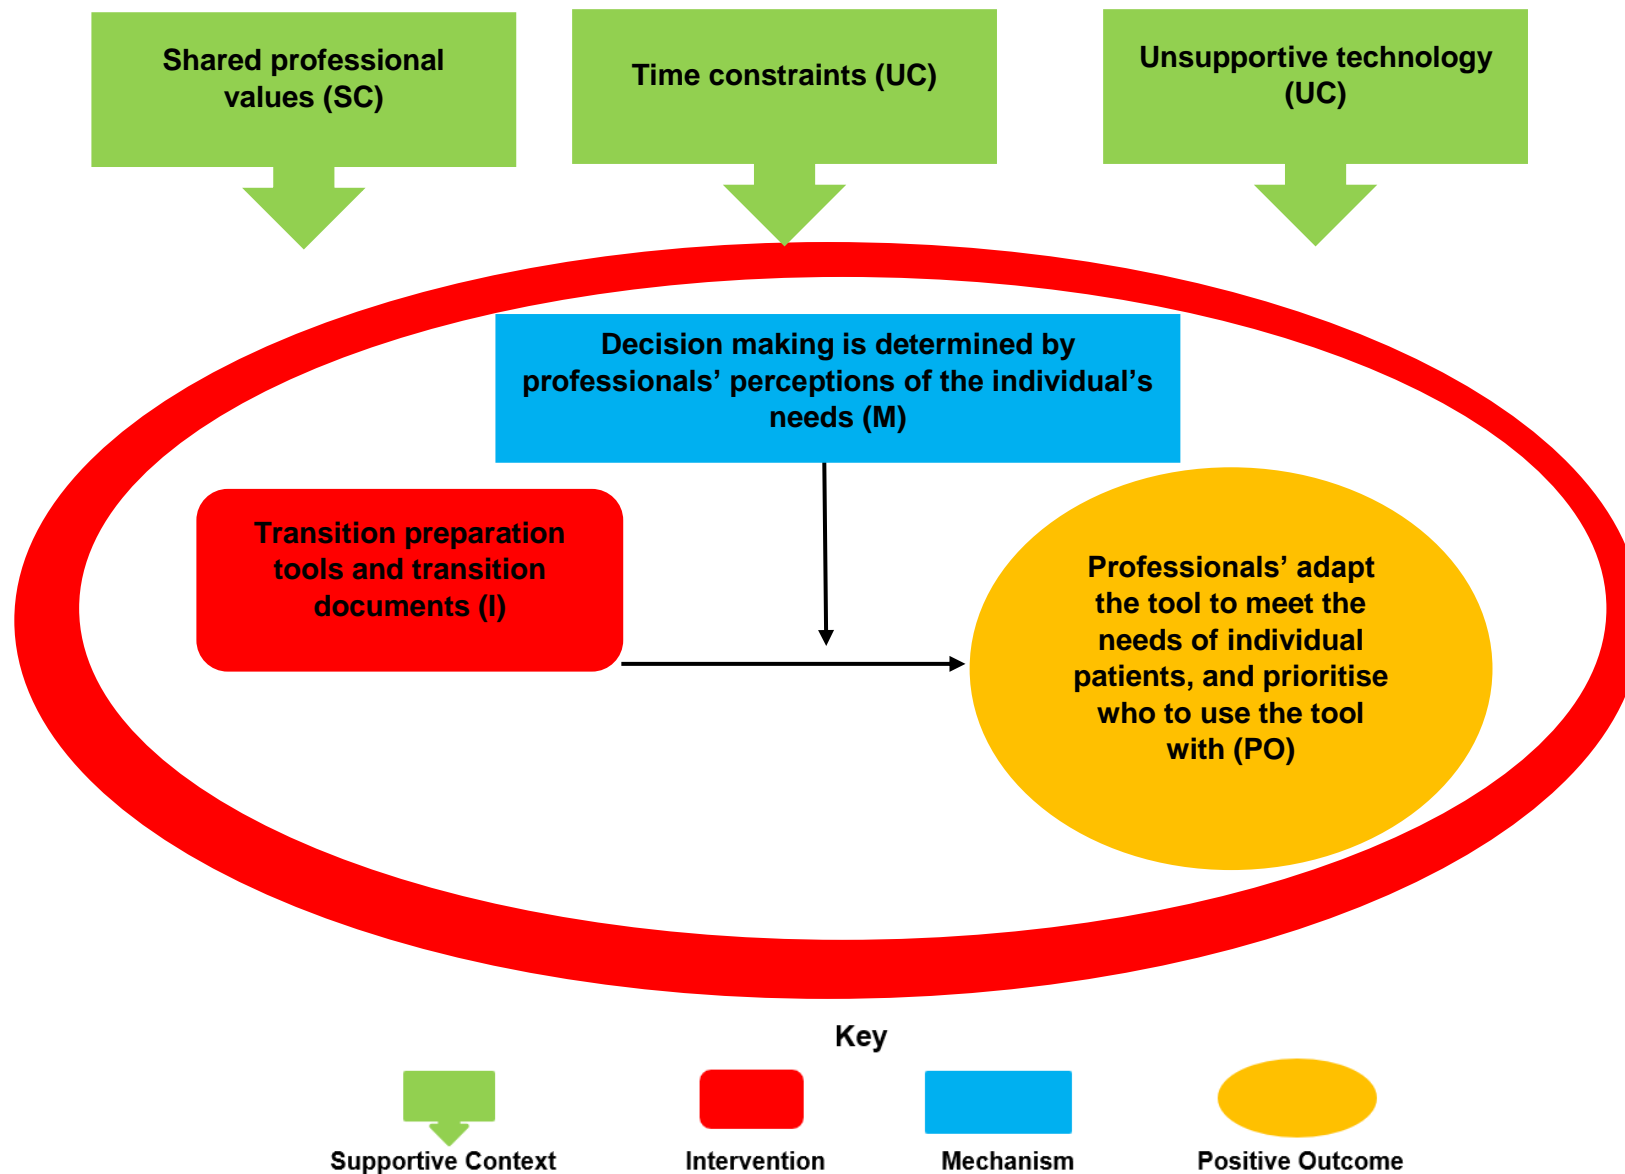 Shared professional
values (SC)
Time constraints (UC)
Unsupportive technology
(UC)
Decision making is determined by
professionals’ perceptions of the individual’s
needs (M)
Transition preparation
tools and transition
documents (I)
Professionals’ adapt
the tool to meet the
needs of individual
patients, and prioritise
who to use the tool
with (PO)
Key
Supportive Context
Intervention
Mechanism
Positive Outcome